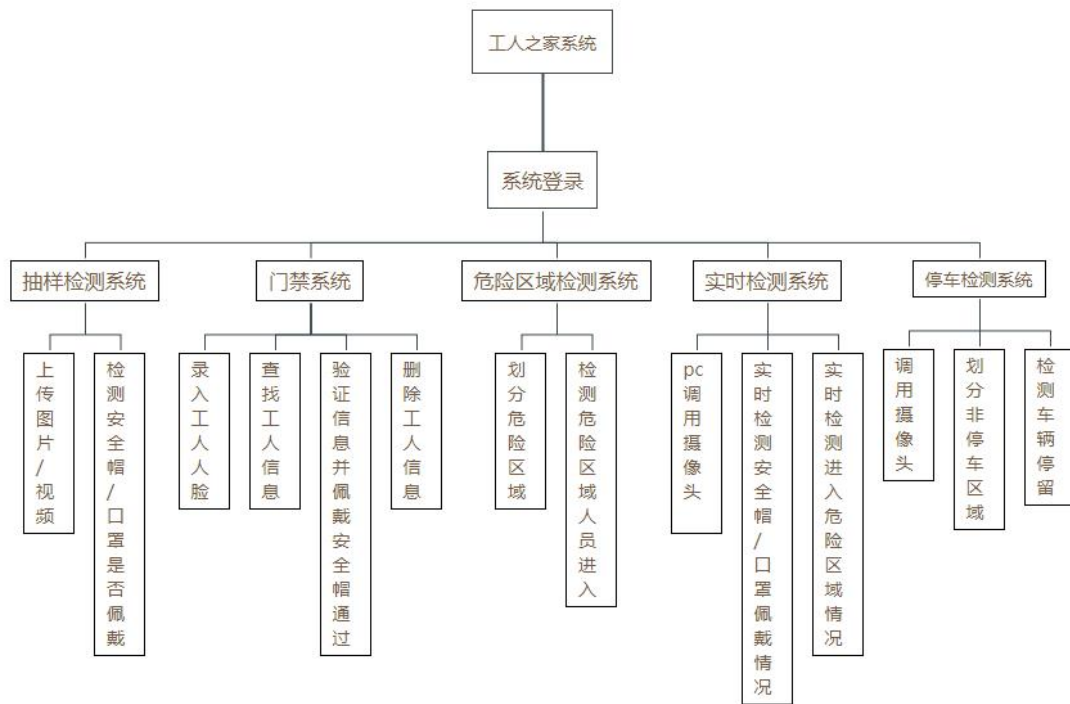 工人之家系统
系统登录
抽样检测系统
门禁系统
危险区域检测系统
实时检测系统
停车检测系统
上传图片/视频
检测安全帽/口罩是否佩戴
录入工人人脸
查找工人信息
验证信息并佩戴安全帽通过
删除工人信息
划分危险区域
检测危险区域人员进入
pc调用摄像头
实时检测安全帽/口罩佩戴情况
实时检测进入危险区域情况
调用摄像头
划分非停车区域
检测车辆停留